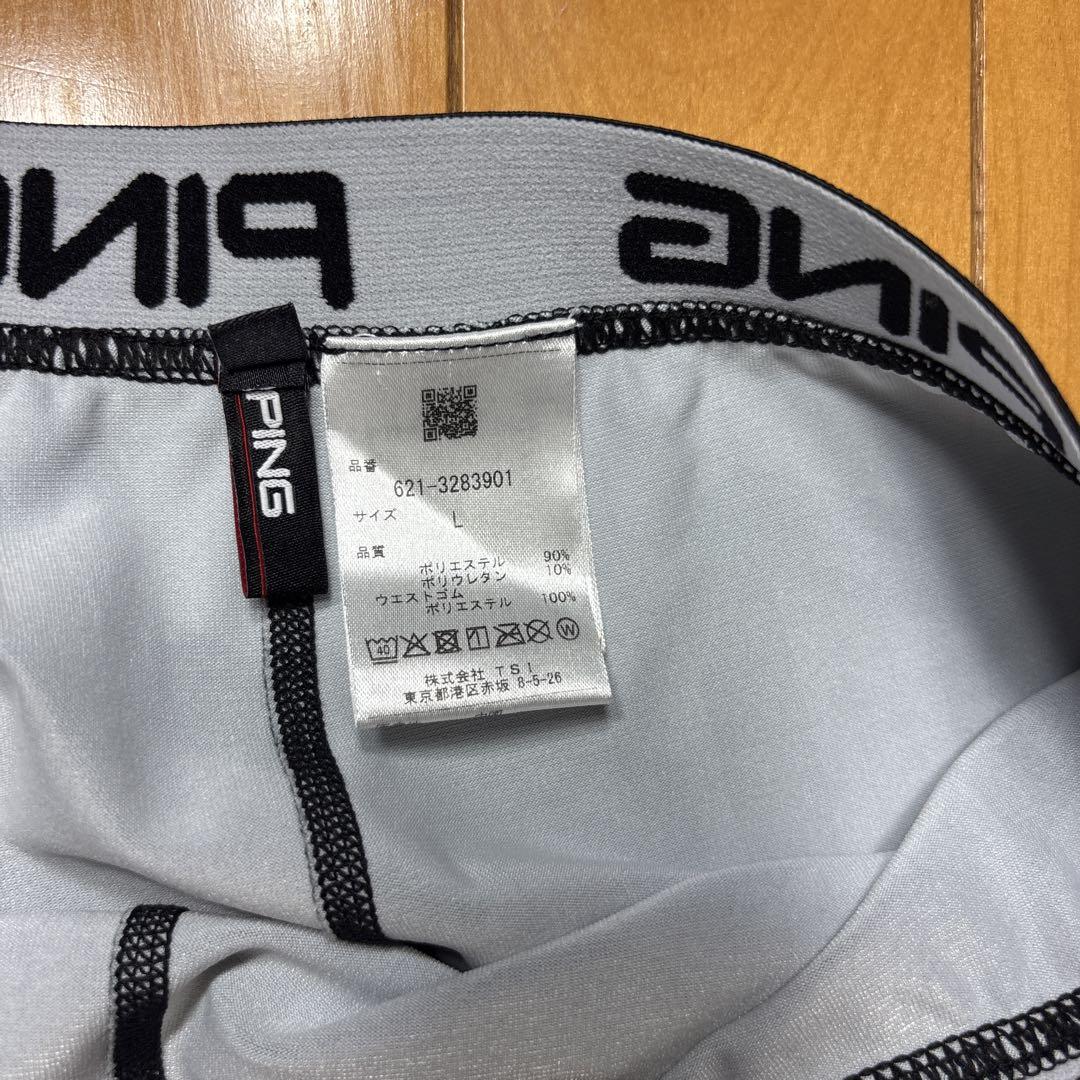 PING
PING
PING
品番
621-3283901
サイズ L
品質
ポリエステル 90%
ポリウレタン 10%
ウエストゴム
ポリエステル 100%
40 W
株式会社 TSI
東京都港区赤坂 8-5-26